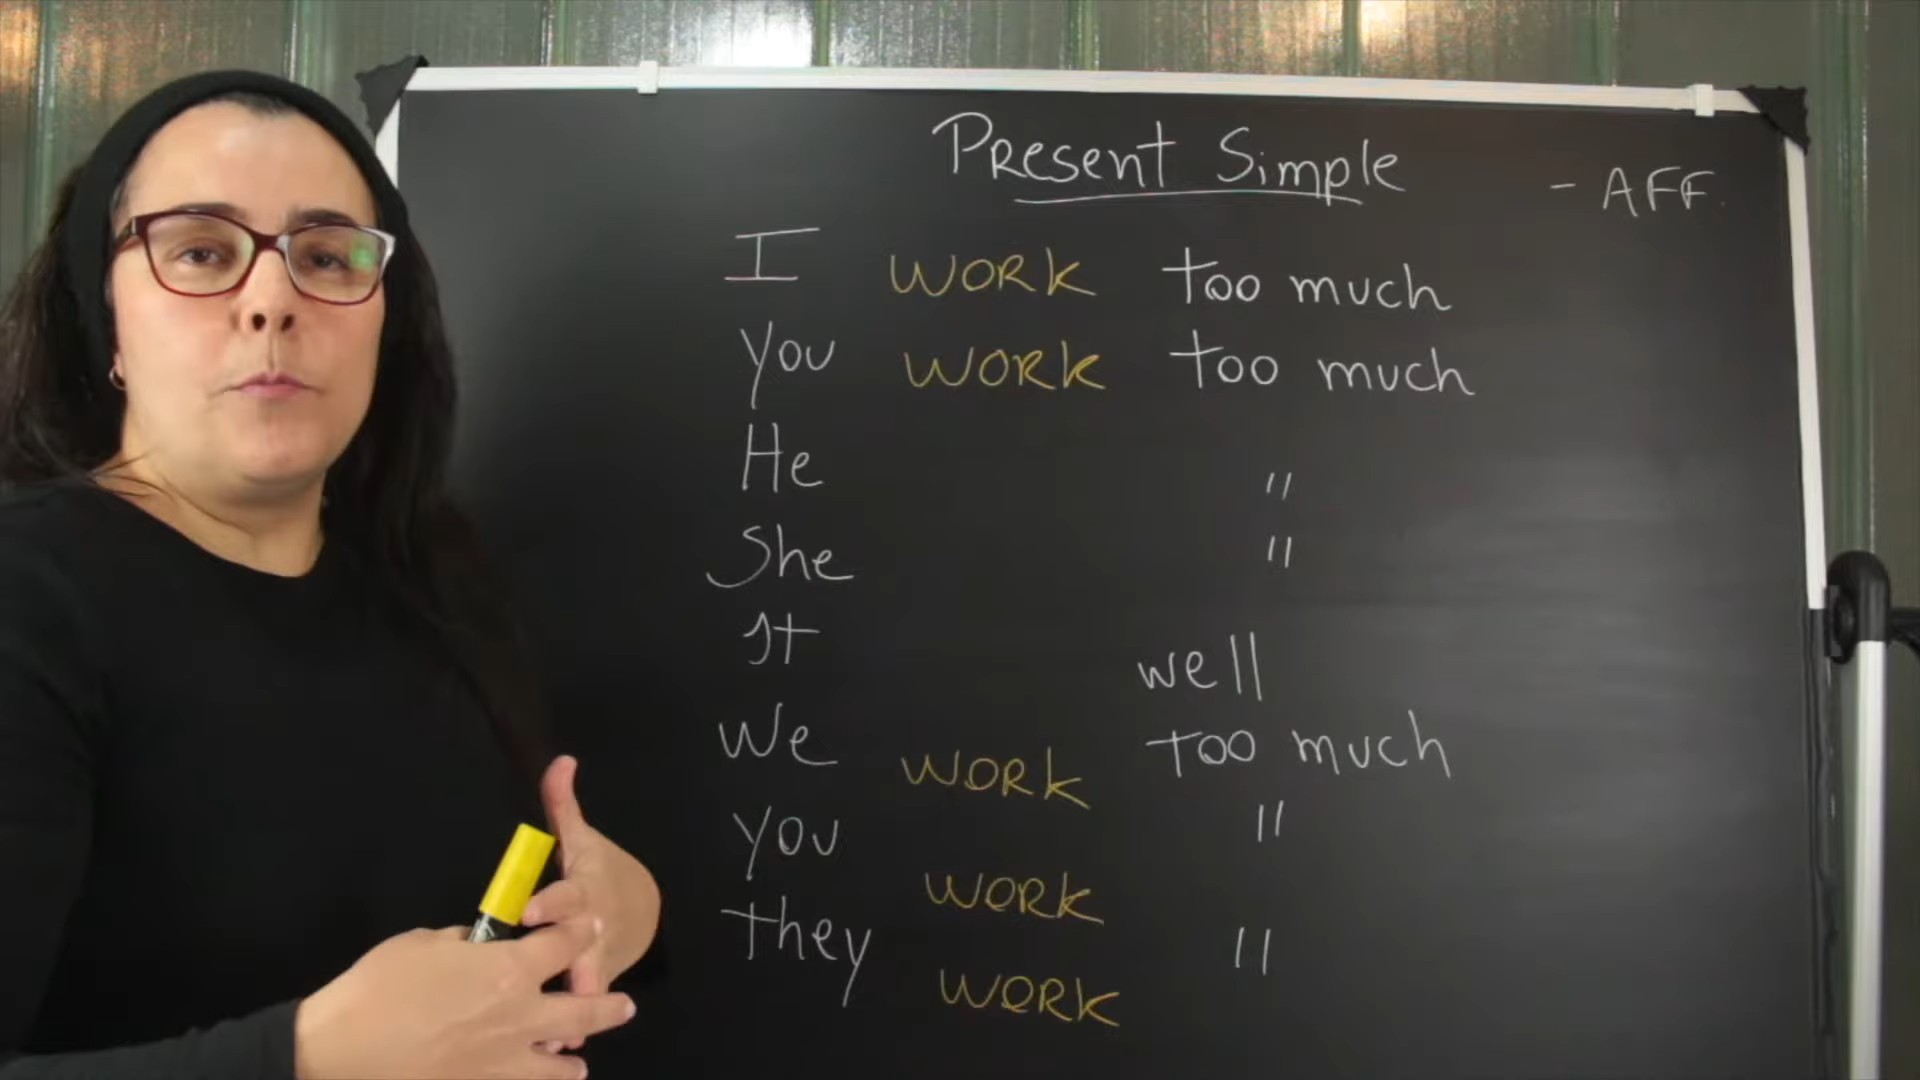 Present Simple - AFF.
I WORK too much
You WORK too much
He "
She "
It well
We WORK too much
You WORK "
they WORK "